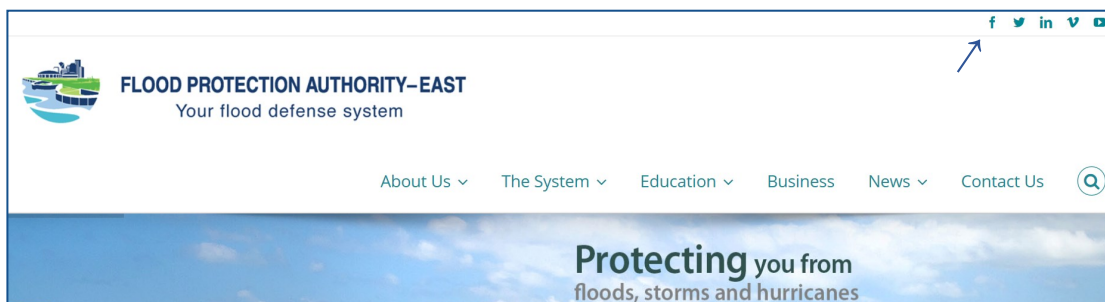 FLOOD PROTECTION AUTHORITY–EAST
Your flood defense system
About Us
The System
Education
Business
News
Contact Us
Protecting you from
floods, storms and hurricanes